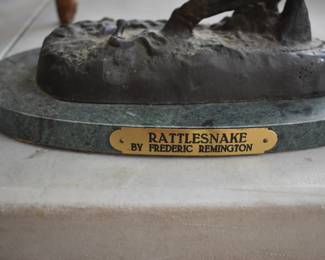 RATTLESNAKE
BY FREDERIC REMINGTON